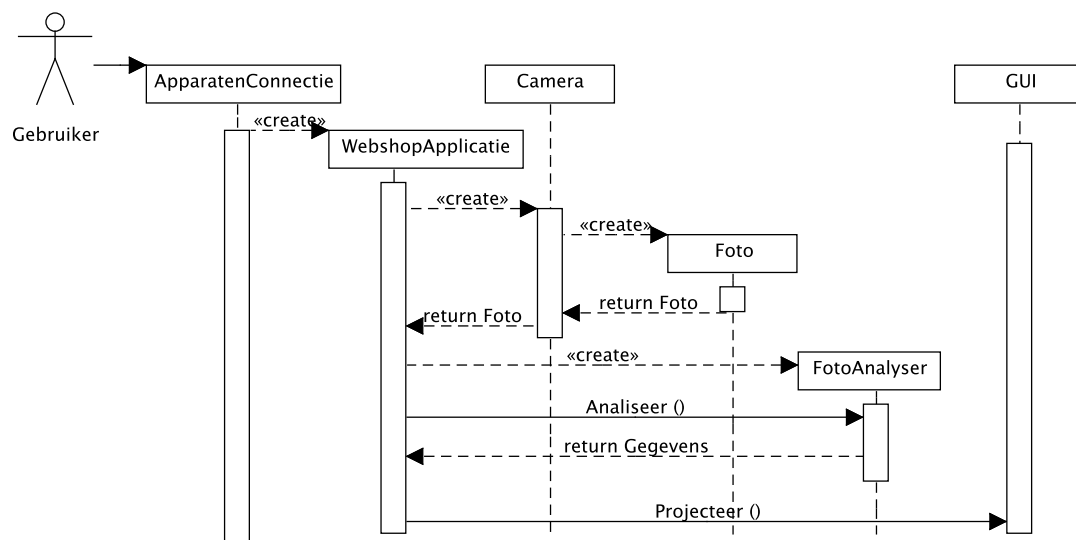 ApparatenConnectie
Camera
GUI
Gebruiker
«create»
WebshopApplicatie
«create»
«create»
Foto
return Foto
return Foto
«create»
FotoAnalyser
Analiseer ()
return Gegevens
Projecteer ()